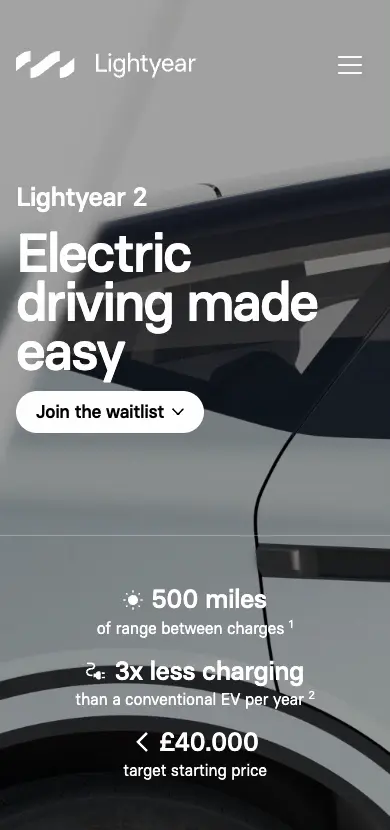 Lightyear
Lightyear 2
Electric
driving made
easy
Join the waitlist
500 miles
of range between charges 1
3x less charging
than a conventional EV per year 2
< £40.000
target starting price